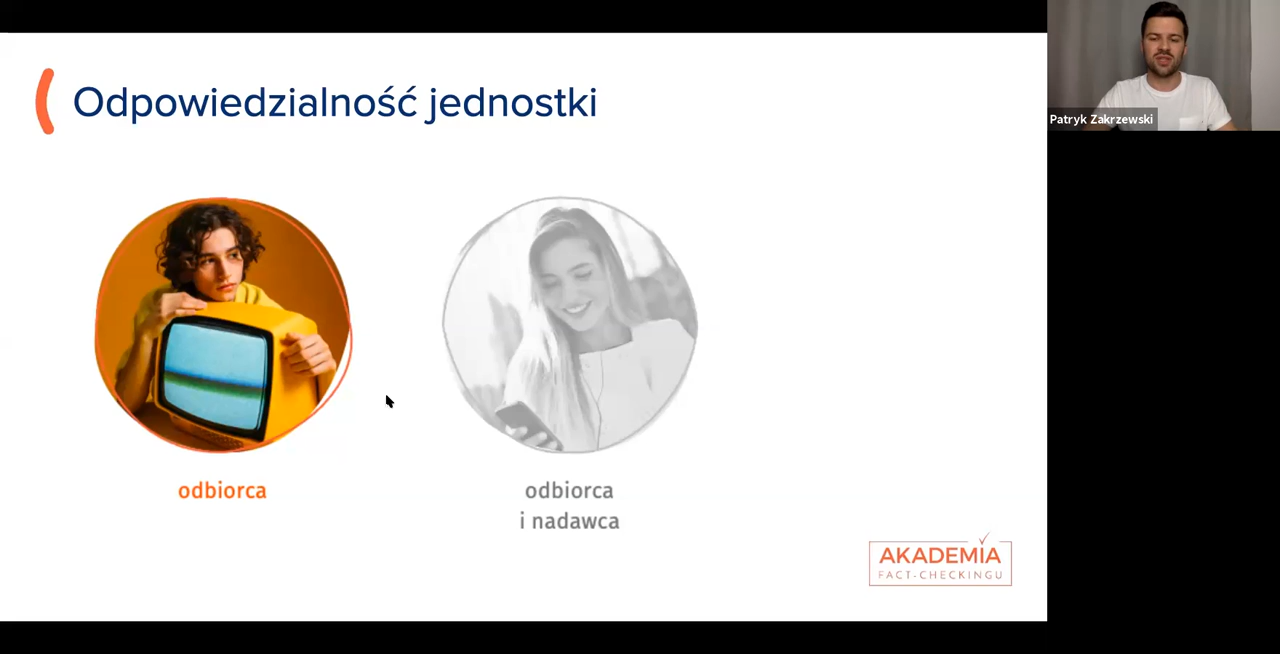 Odpowiedzialność jednostki
Patryk Zakrzewski
odbiorca
odbiorca
i nadawca
AKADEMIA
FACT-CHECKINGU